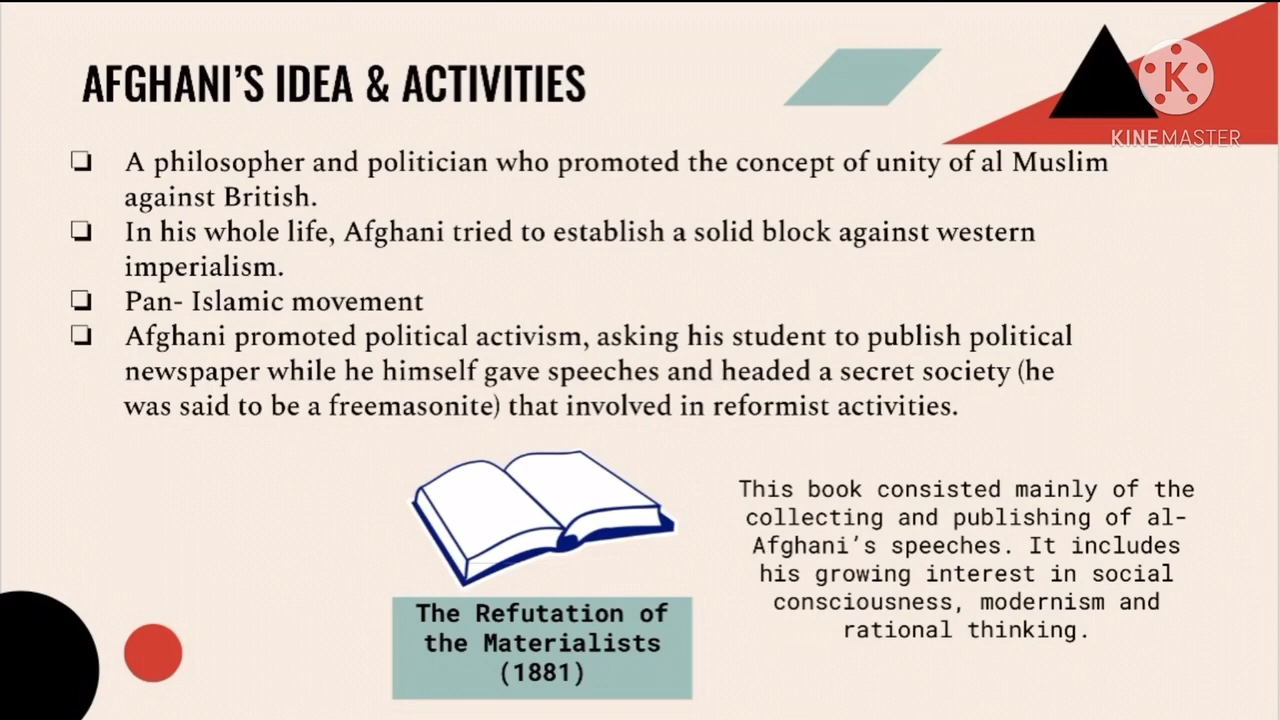 AFGHANI'S IDEA & ACTIVITIES
K
KINEMASTER
❏ A philosopher and politician who promoted the concept of unity of al Muslim
against British.
❏ In his whole life, Afghani tried to establish a solid block against western
imperialism.
❏ Pan- Islamic movement
❏ Afghani promoted political activism, asking his student to publish political
newspaper while he himself gave speeches and headed a secret society (he
was said to be a freemasonite) that involved in reformist activities.
The Refutation of
the Materialists
(1881)
This book consisted mainly of the
collecting and publishing of al-
Afghani's speeches. It includes
his growing interest in social
consciousness, modernism and
rational thinking.